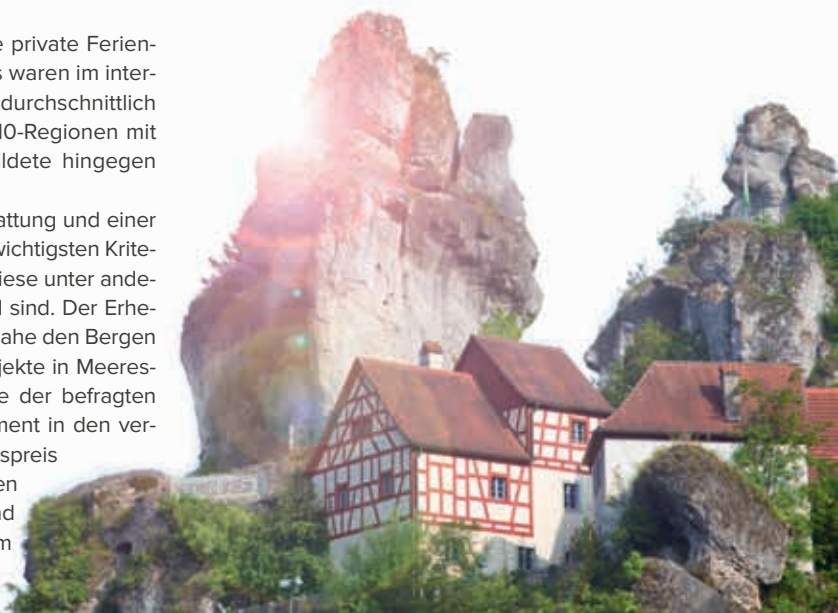 e private Ferien-
s waren im inter-
durchschnittlich
10-Regionen mit
ldete hingegen
attung und einer
wichtigsten Krite-
iese unter ande-
d sind. Der Erhe-
ahe den Bergen
jekte in Meeres-
e der befragten
ment in den ver-
spreis
en
nd
m